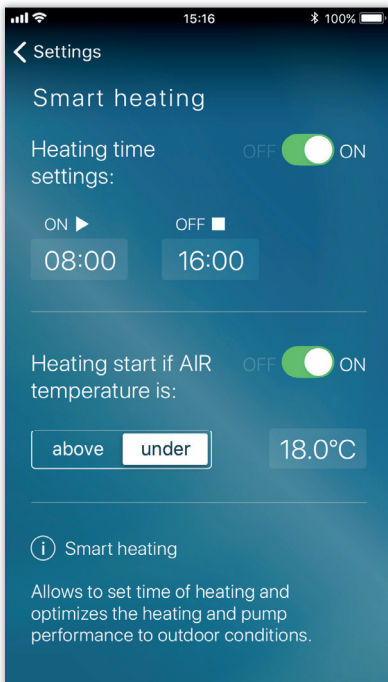 15:16 100%
Settings
Smart heating
Heating time OFF ON
settings:
ON OFF
08:00 16:00
Heating start if AIR OFF ON
temperature is:
above under 18.0°C
i Smart heating
Allows to set time of heating and
optimizes the heating and pump
performance to outdoor conditions.